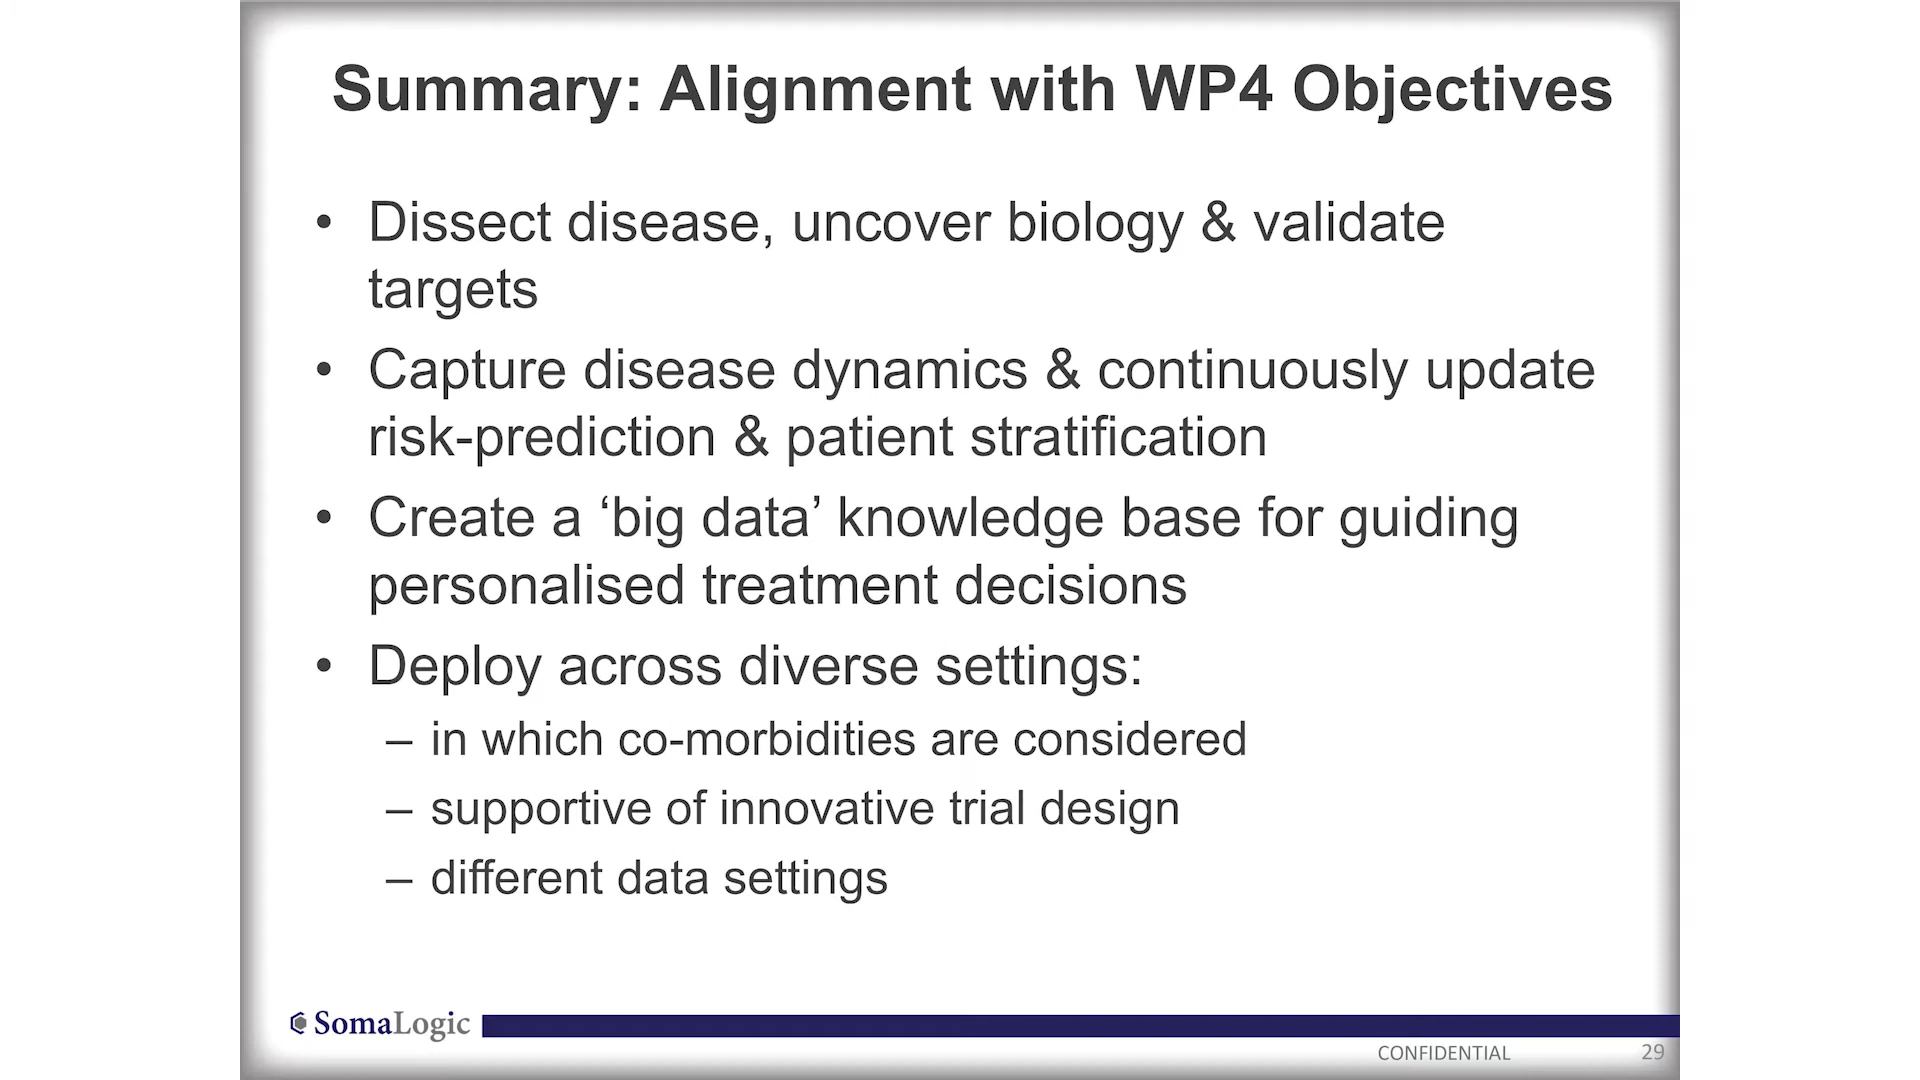 Summary: Alignment with WP4 Objectives
• Dissect disease, uncover biology & validate
targets
• Capture disease dynamics & continuously update
risk-prediction & patient stratification
• Create a ‘big data’ knowledge base for guiding
personalised treatment decisions
• Deploy across diverse settings:
– in which co-morbidities are considered
– supportive of innovative trial design
– different data settings
SomaLogic
CONFIDENTIAL
29